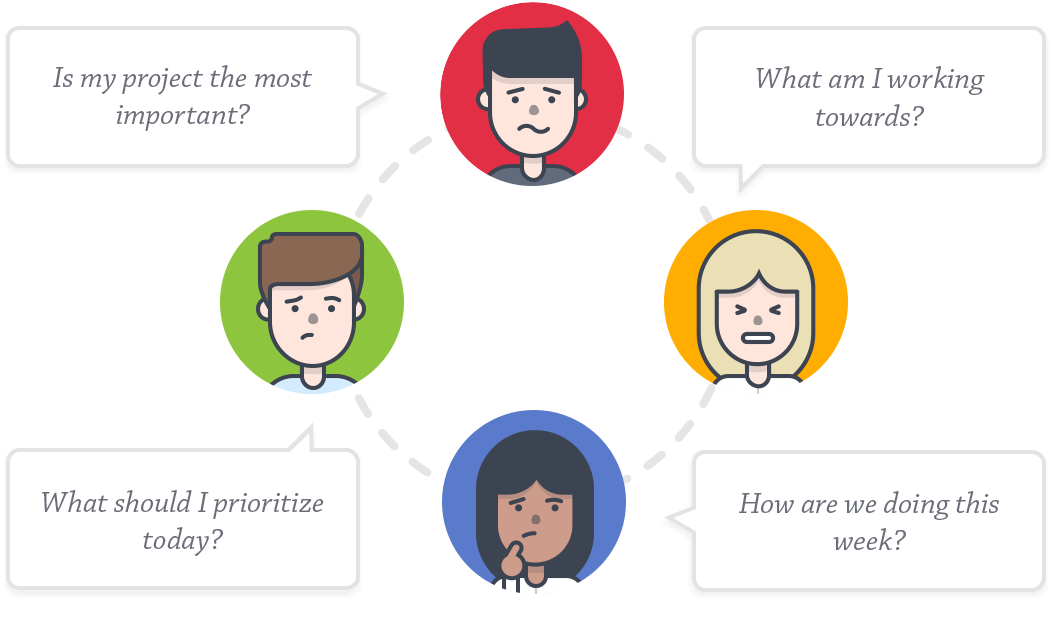 Is my project the most
important?
What am I working
towards?
What should I prioritize
today?
How are we doing this
week?